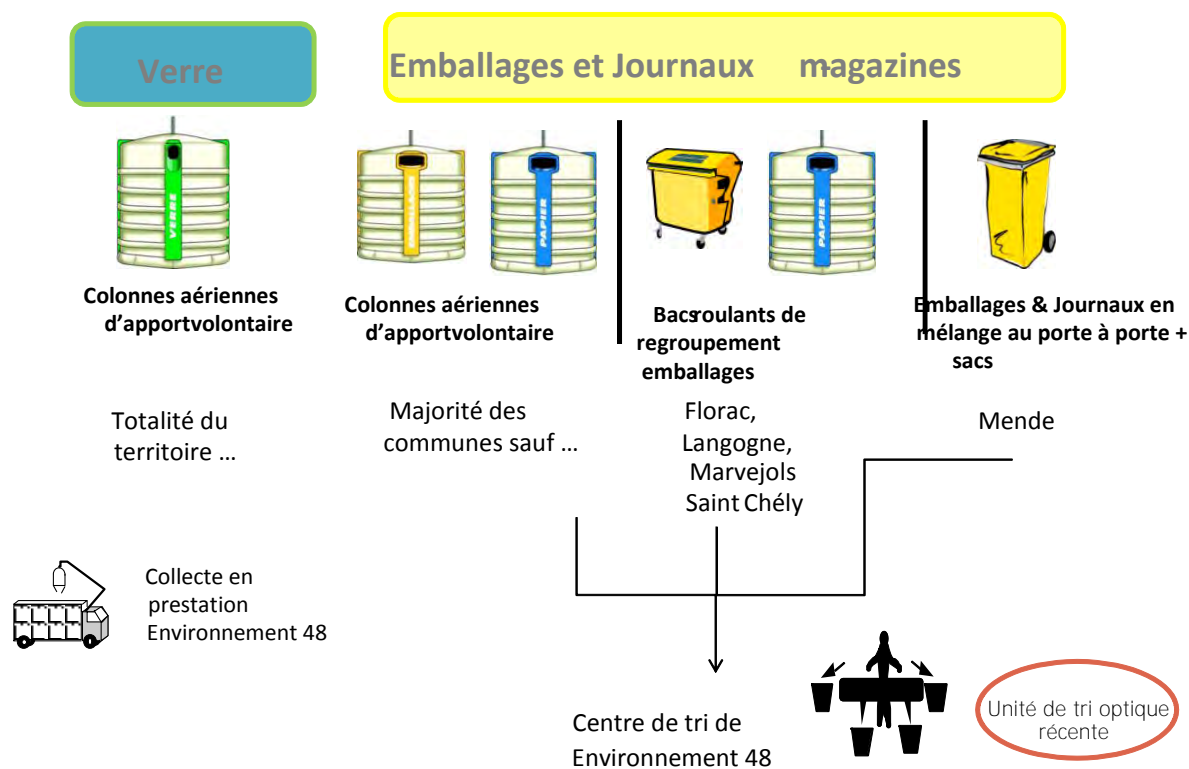 Verre
Emballages et Journaux magazines
VERRE
EMBALLAGES
PAPIER
PAPIER
Colonnes aériennes
d’apportvolontaire
Colonnes aériennes
d’apportvolontaire
Bacsroulants de
regroupement
emballages
Emballages & Journaux en
mélange au porte à porte +
sacs
Totalité du
territoire …
Majorité des
communes sauf …
Florac,
Langogne,
Marvejols
Saint Chély
Mende
Collecte en
prestation
Environnement 48
Centre de tri de
Environnement 48
Unité de tri optique
récente